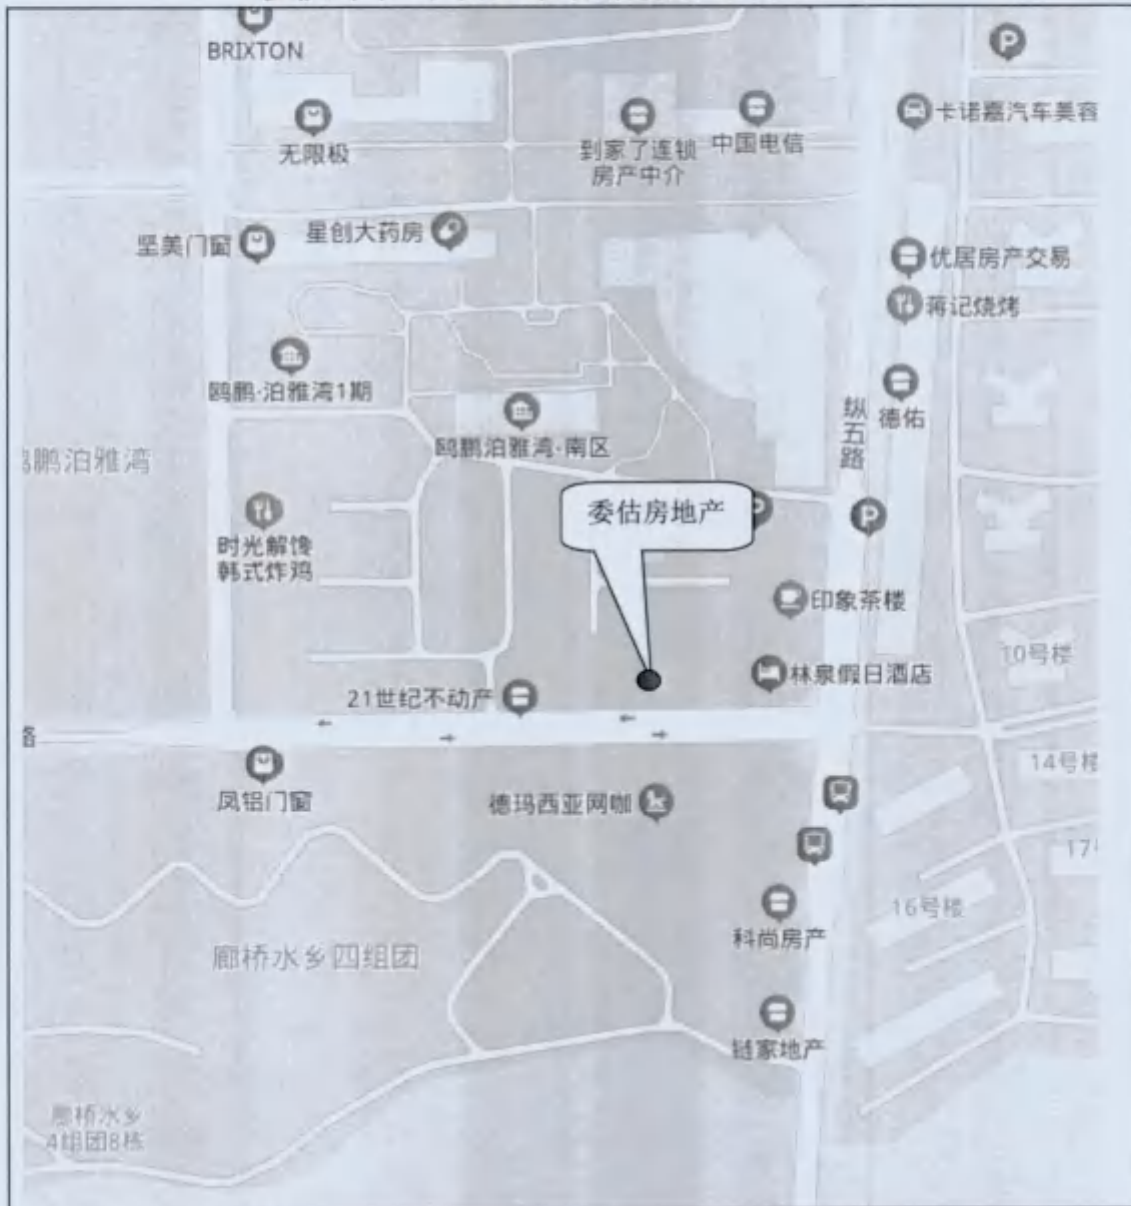 BRIXTON
P
卡诺嘉汽车美容
无限极
到家了连锁
房产中介
中国电信
坚美门窗
星创大药房
优居房产交易
蒋记烧烤
鸥鹏·泊雅湾1期
德佑
纵五路
鸥鹏泊雅湾·南区
鹏泊雅湾
委估房地产
P
P
时光解馋
韩式炸鸡
印象茶楼
10号楼
林泉假日酒店
21世纪不动产
路
14号楼
凤铝门窗
德玛西亚网咖
17
16号楼
科尚房产
廊桥水乡四组团
链家地产
廊桥水乡
4组团8栋